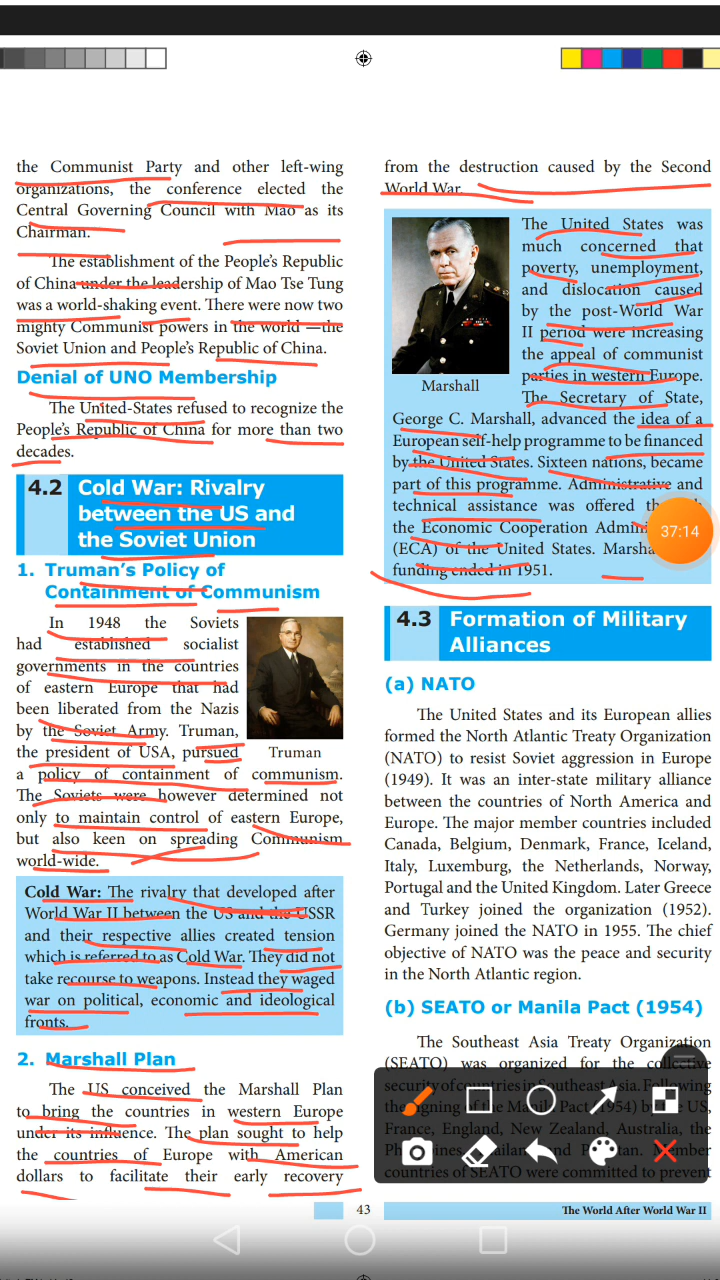 the Communist Party and other left-wing
organizations, the conference elected the
Central Governing Council with Mao as its
Chairman.
The establishment of the People's Republic
of China under the leadership of Mao Tse Tung
was a world-shaking event. There were now two
mighty Communist powers in the world —the
Soviet Union and People's Republic of China.
Denial of UNO Membership
The United-States refused to recognize the
People's Republic of China for more than two
decades.
4.2 Cold War: Rivalry
between the US and
the Soviet Union
1. Truman's Policy of
Containment of Communism
In 1948 the Soviets
had established socialist
governments in the countries
of eastern Europe that had
been liberated from the Nazis
by the Soviet Army. Truman,
the president of USA, pursued
Truman
a policy of containment of communism.
The Soviets were however determined not
only to maintain control of eastern Europe,
but also keen on spreading Communism
world-wide.
Cold War: The rivalry that developed after
World War II between the US and the USSR
and their respective allies created tension
which is referred to as Cold War. They did not
take recourse to weapons. Instead they waged
war on political, economic and ideological
fronts.
2. Marshall Plan
The US conceived the Marshall Plan
to bring the countries in western Europe
under its influence. The plan sought to help
the countries of Europe with American
dollars to facilitate their early recovery
from the destruction caused by the Second
World War.
The United States was
much concerned that
poverty, unemployment,
and dislocation caused
by the post-World War
II period were increasing
the appeal of communist
parties in western Europe.
Marshall
The Secretary of State,
George C. Marshall, advanced the idea of a
European self-help programme to be financed
by the United States. Sixteen nations, became
part of this programme. Administrative and
technical assistance was offered
the Economic Cooperation
37:14
(ECA) of the United States.
funding ended in 1951.
4.3 Formation of Military
Alliances
(a) NATO
The United States and its European allies
formed the North Atlantic Treaty Organization
(NATO) to resist Soviet aggression in Europe
(1949). It was an inter-state military alliance
between the countries of North America and
Europe. The major member countries included
Canada, Belgium, Denmark, France, Iceland,
Italy, Luxemburg, the Netherlands, Norway,
Portugal and the United Kingdom. Later Greece
and Turkey joined the organization (1952).
Germany joined the NATO in 1955. The chief
objective of NATO was the peace and security
in the North Atlantic region.
(b) SEATO or Manila Pact (1954)
The Southeast Asia Treaty Organization
(SEATO) was organized for the collective
security of countries in Southeast Asia. Following
the signing of the Manila Pact (1954) by US,
France, England, New Zealand, Australia, the
countries of SEATO were committed to prevent
43
The World After World War II